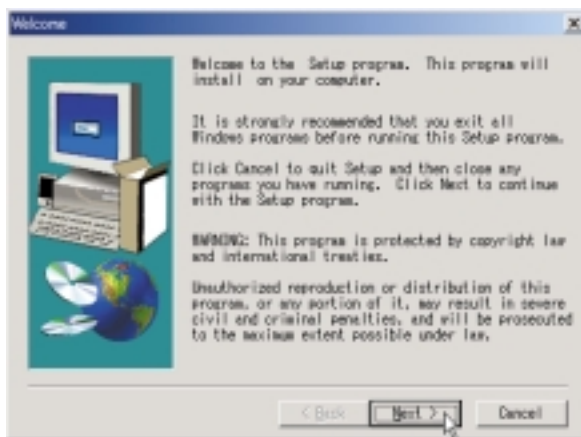 Welcome
Welcome to the Setup program. This program will
install on your computer.
It is strongly recommended that you exit all
Windows programs before running this Setup program.
Click Cancel to quit Setup and then close any
programs you have running. Click Next to continue
with the Setup program.
WARNING: This program is protected by copyright law
and international treaties.
Unauthorized reproduction or distribution of this
program, or any portion of it, may result in severe
civil and criminal penalties, and will be prosecuted
to the maximum extent possible under law.
< Back
Next >
Cancel